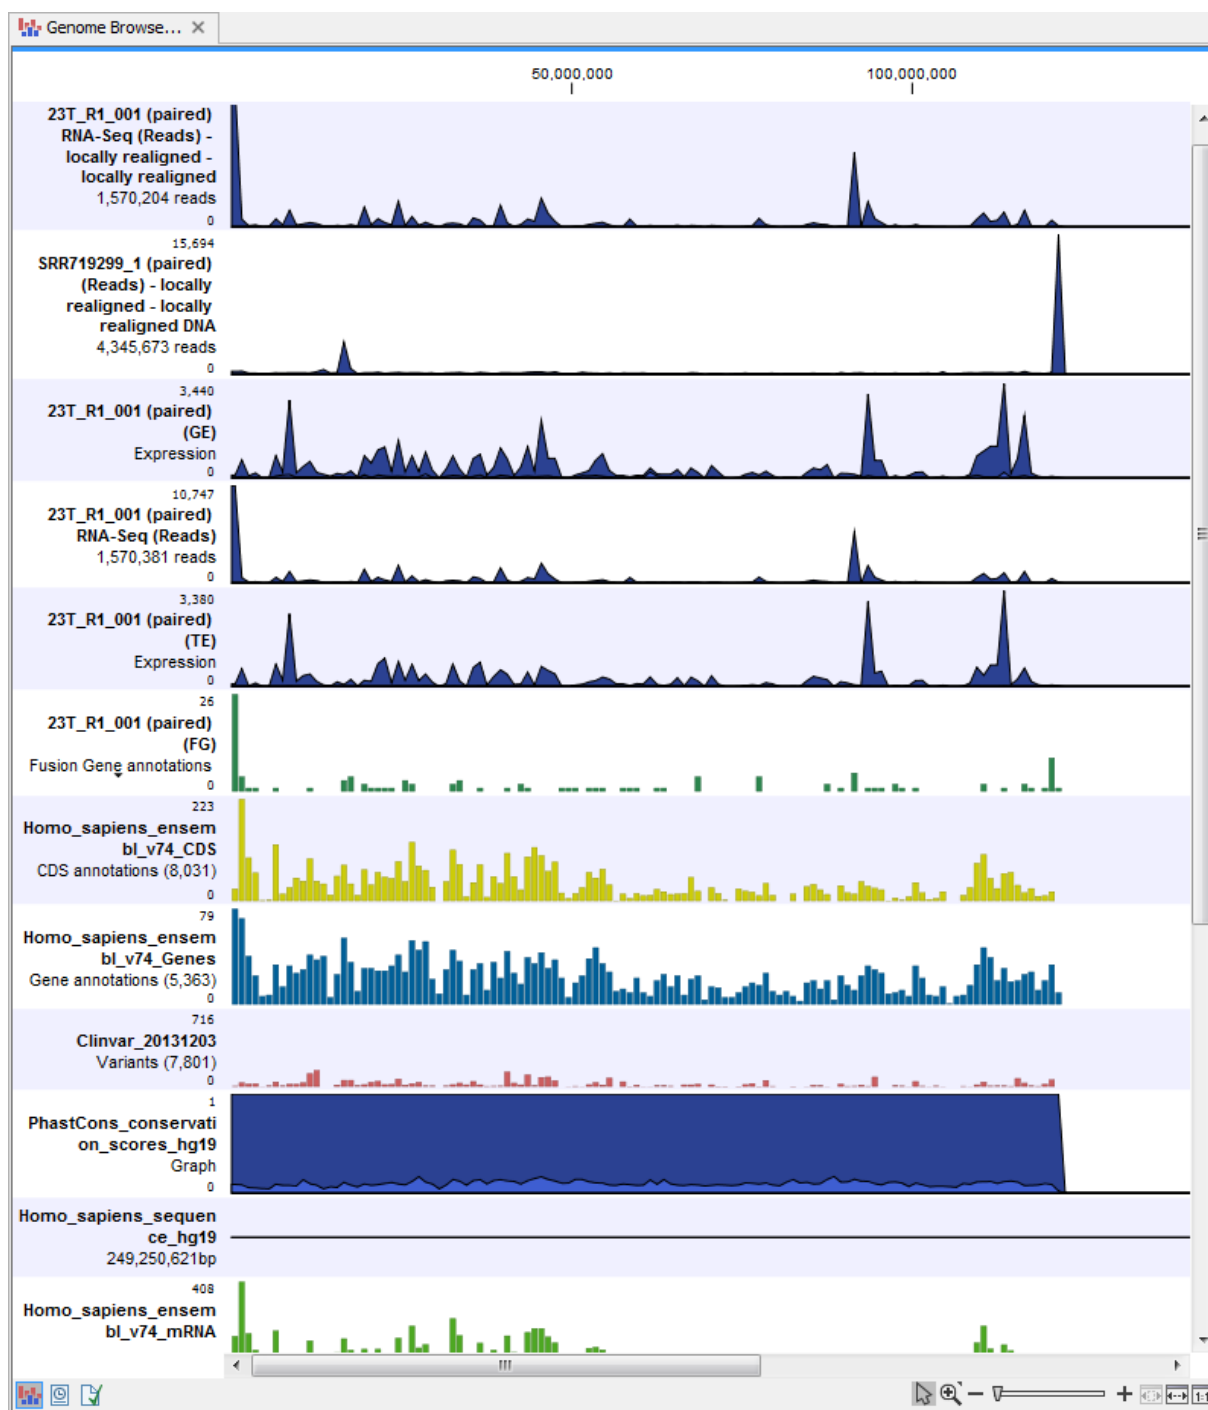 Genome Browse...
50,000,000 100,000,000
23T_R1_001 (paired)
RNA-Seq (Reads) -
locally realigned -
locally realigned
1,570,204 reads
0
15,694
SRR719299_1 (paired)
(Reads) - locally
realigned - locally
realigned DNA
4,345,673 reads
0
3,440
23T_R1_001 (paired)
(GE)
Expression
0
10,747
23T_R1_001 (paired)
RNA-Seq (Reads)
1,570,381 reads
0
3,380
23T_R1_001 (paired)
(TE)
Expression
0
26
23T_R1_001 (paired)
(FG)
Fusion Gene annotations
0
223
Homo_sapiens_ensem
bl_v74_CDS
CDS annotations (8,031)
0
79
Homo_sapiens_ensem
bl_v74_Genes
Gene annotations (5,363)
0
716
Clinvar_20131203
Variants (7,801)
0
1
PhastCons_conservati
on_scores_hg19
Graph
0
Homo_sapiens_sequen
ce_hg19
249,250,621bp
408
Homo_sapiens_ensem
bl_v74_mRNA
1:1